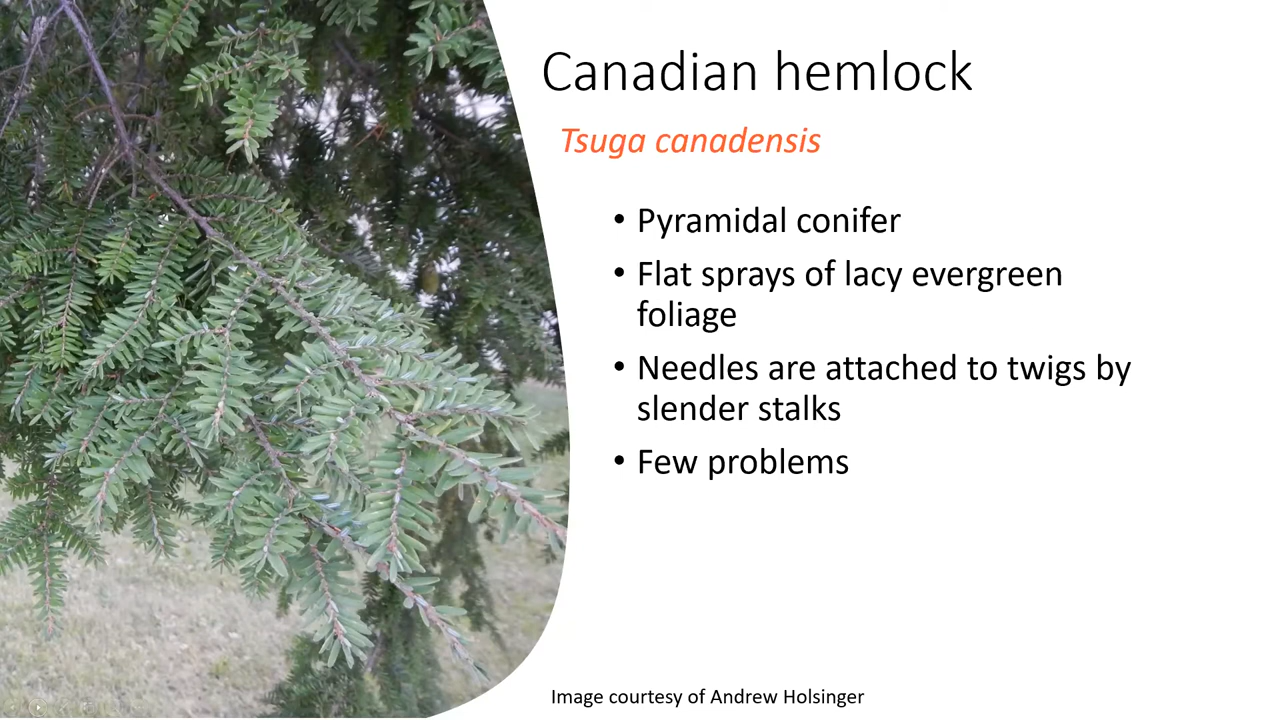 Canadian hemlock
Tsuga canadensis
• Pyramidal conifer
• Flat sprays of lacy evergreen
foliage
• Needles are attached to twigs by
slender stalks
• Few problems
Image courtesy of Andrew Holsinger